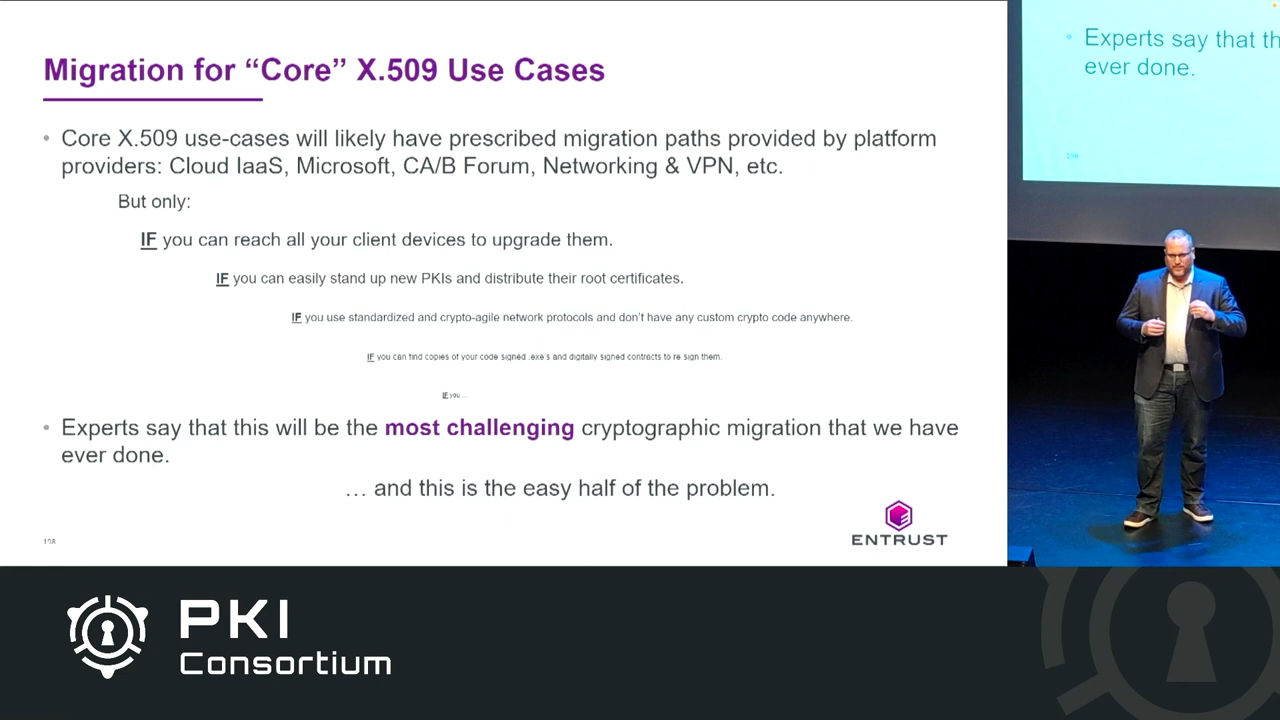 Migration for “Core” X.509 Use Cases
• Core X.509 use-cases will likely have prescribed migration paths provided by platform
providers: Cloud IaaS, Microsoft, CA/B Forum, Networking & VPN, etc.
But only:
IF you can reach all your client devices to upgrade them.
IF you can easily stand up new PKIs and distribute their root certificates.
IF you use standardized and crypto-agile network protocols and don’t have any custom crypto code anywhere.
IF you can find copies of your code signed .exe s and digitally signed contracts to re sign them.
IF you ...
• Experts say that this will be the most challenging cryptographic migration that we have
ever done.
… and this is the easy half of the problem.
ENTRUST
• Experts say that th
ever done.
PKI
Consortium